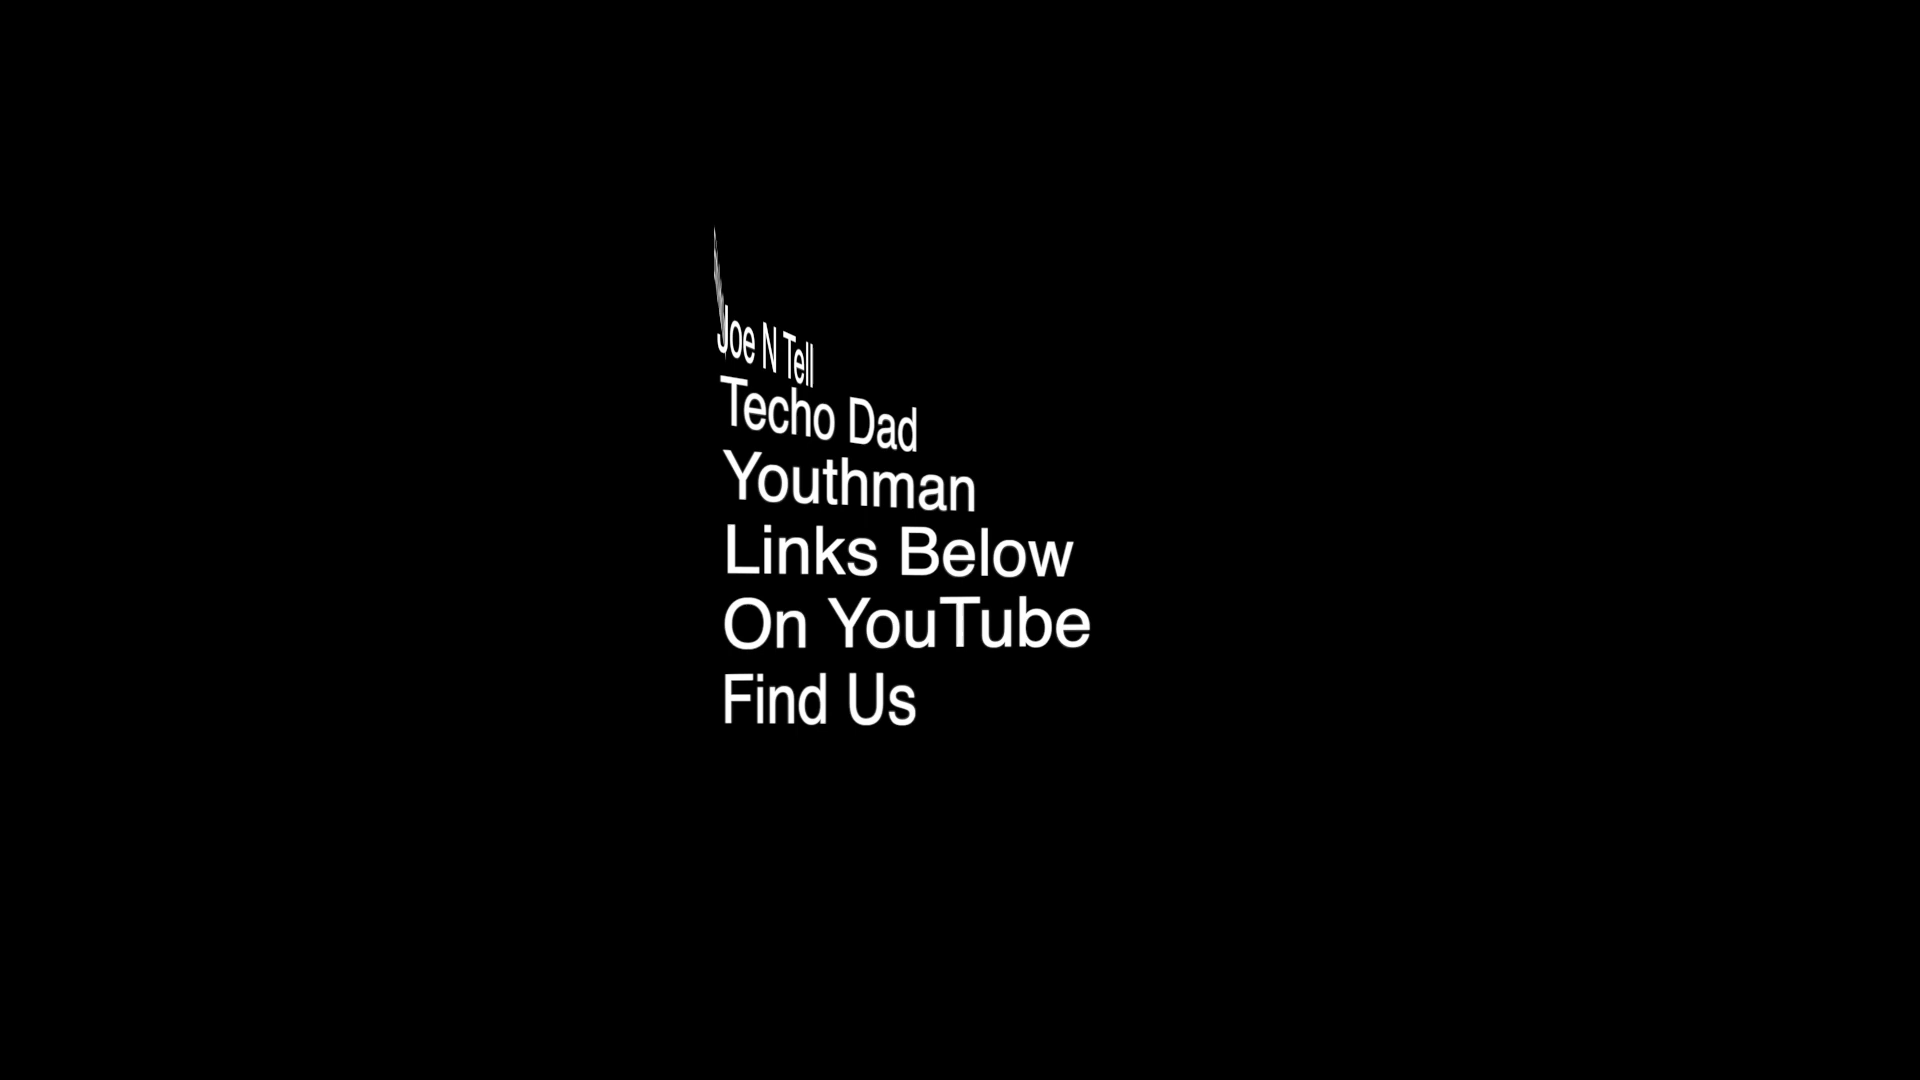 Joe N Tell
Techo Dad
Youthman
Links Below
On YouTube
Find Us